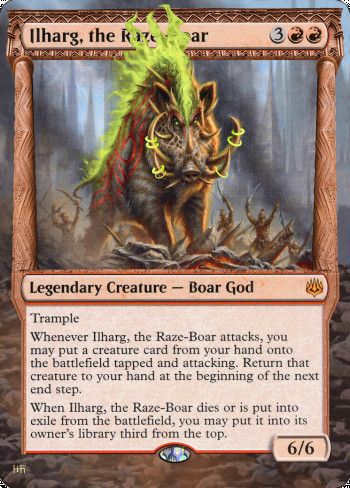 Ilharg, the Raze-Boar 3
Legendary Creature — Boar God
Trample
Whenever Ilharg, the Raze-Boar attacks, you
may put a creature card from your hand onto
the battlefield tapped and attacking. Return that
creature to your hand at the beginning of the next
end step.
When Ilharg, the Raze-Boar dies or is put into
exile from the battlefield, you may put it into its
owner's library third from the top.
6/6